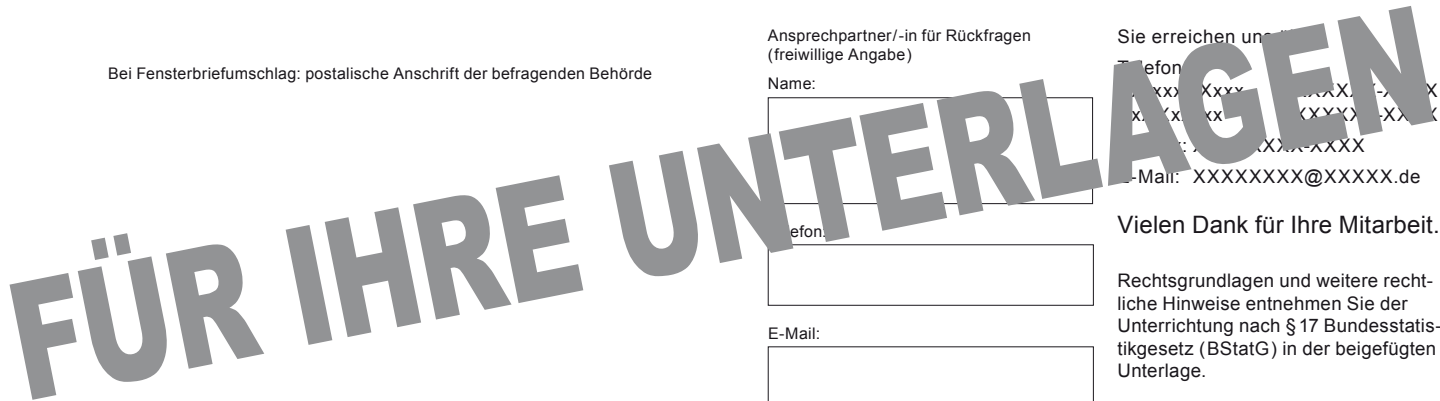 Bei Fensterbriefumschlag: postalische Anschrift der befragenden Behörde
Ansprechpartner/-in für Rückfragen
(freiwillige Angabe)
Name:
E-Mail:
Sie erreichen uns
XXXXXXXX@XXXXX.de
Vielen Dank für Ihre Mitarbeit.
Rechtsgrundlagen und weitere recht-
liche Hinweise entnehmen Sie der
Unterrichtung nach § 17 Bundesstatis-
tikgesetz (BStatG) in der beigefügten
Unterlage.
FÜR IHRE UNTERLAGEN